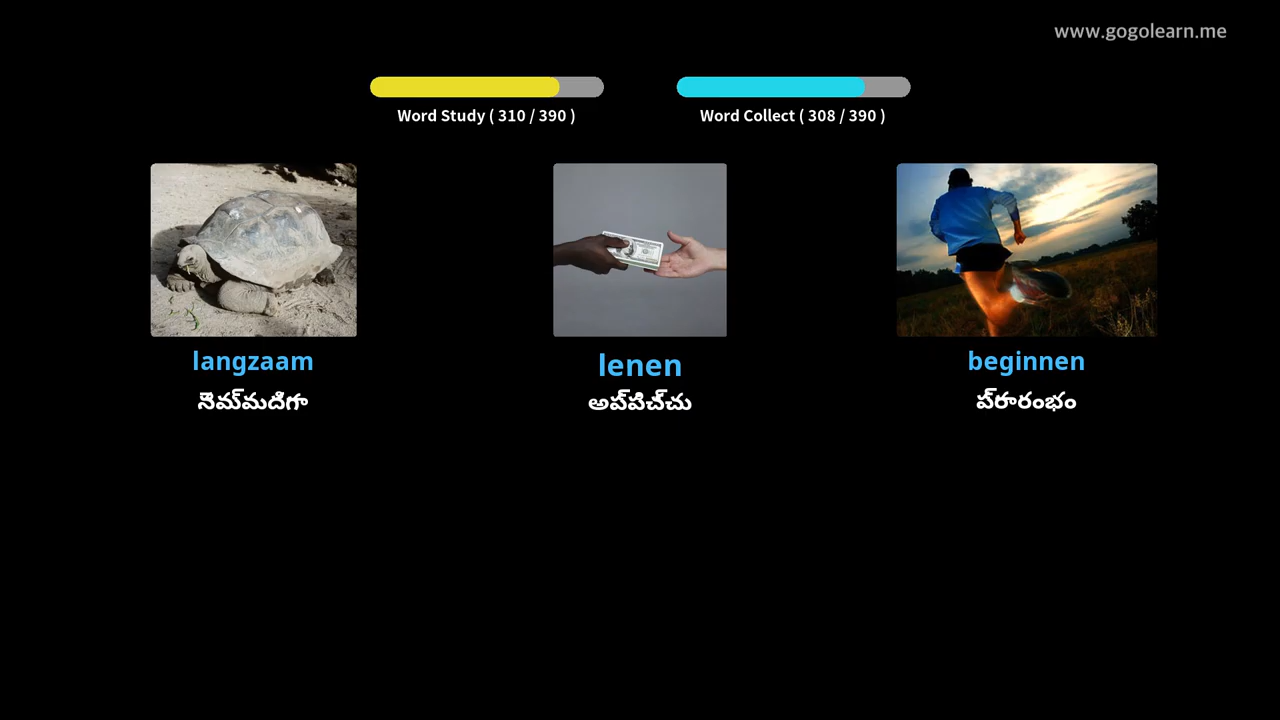 www.gogolearn.me
Word Study ( 310 / 390 )
Word Collect ( 308 / 390 )
langzaam
lenen
beginnen
నెమ్మదిగా
అప్పిచ్చు
ప్రారంభం